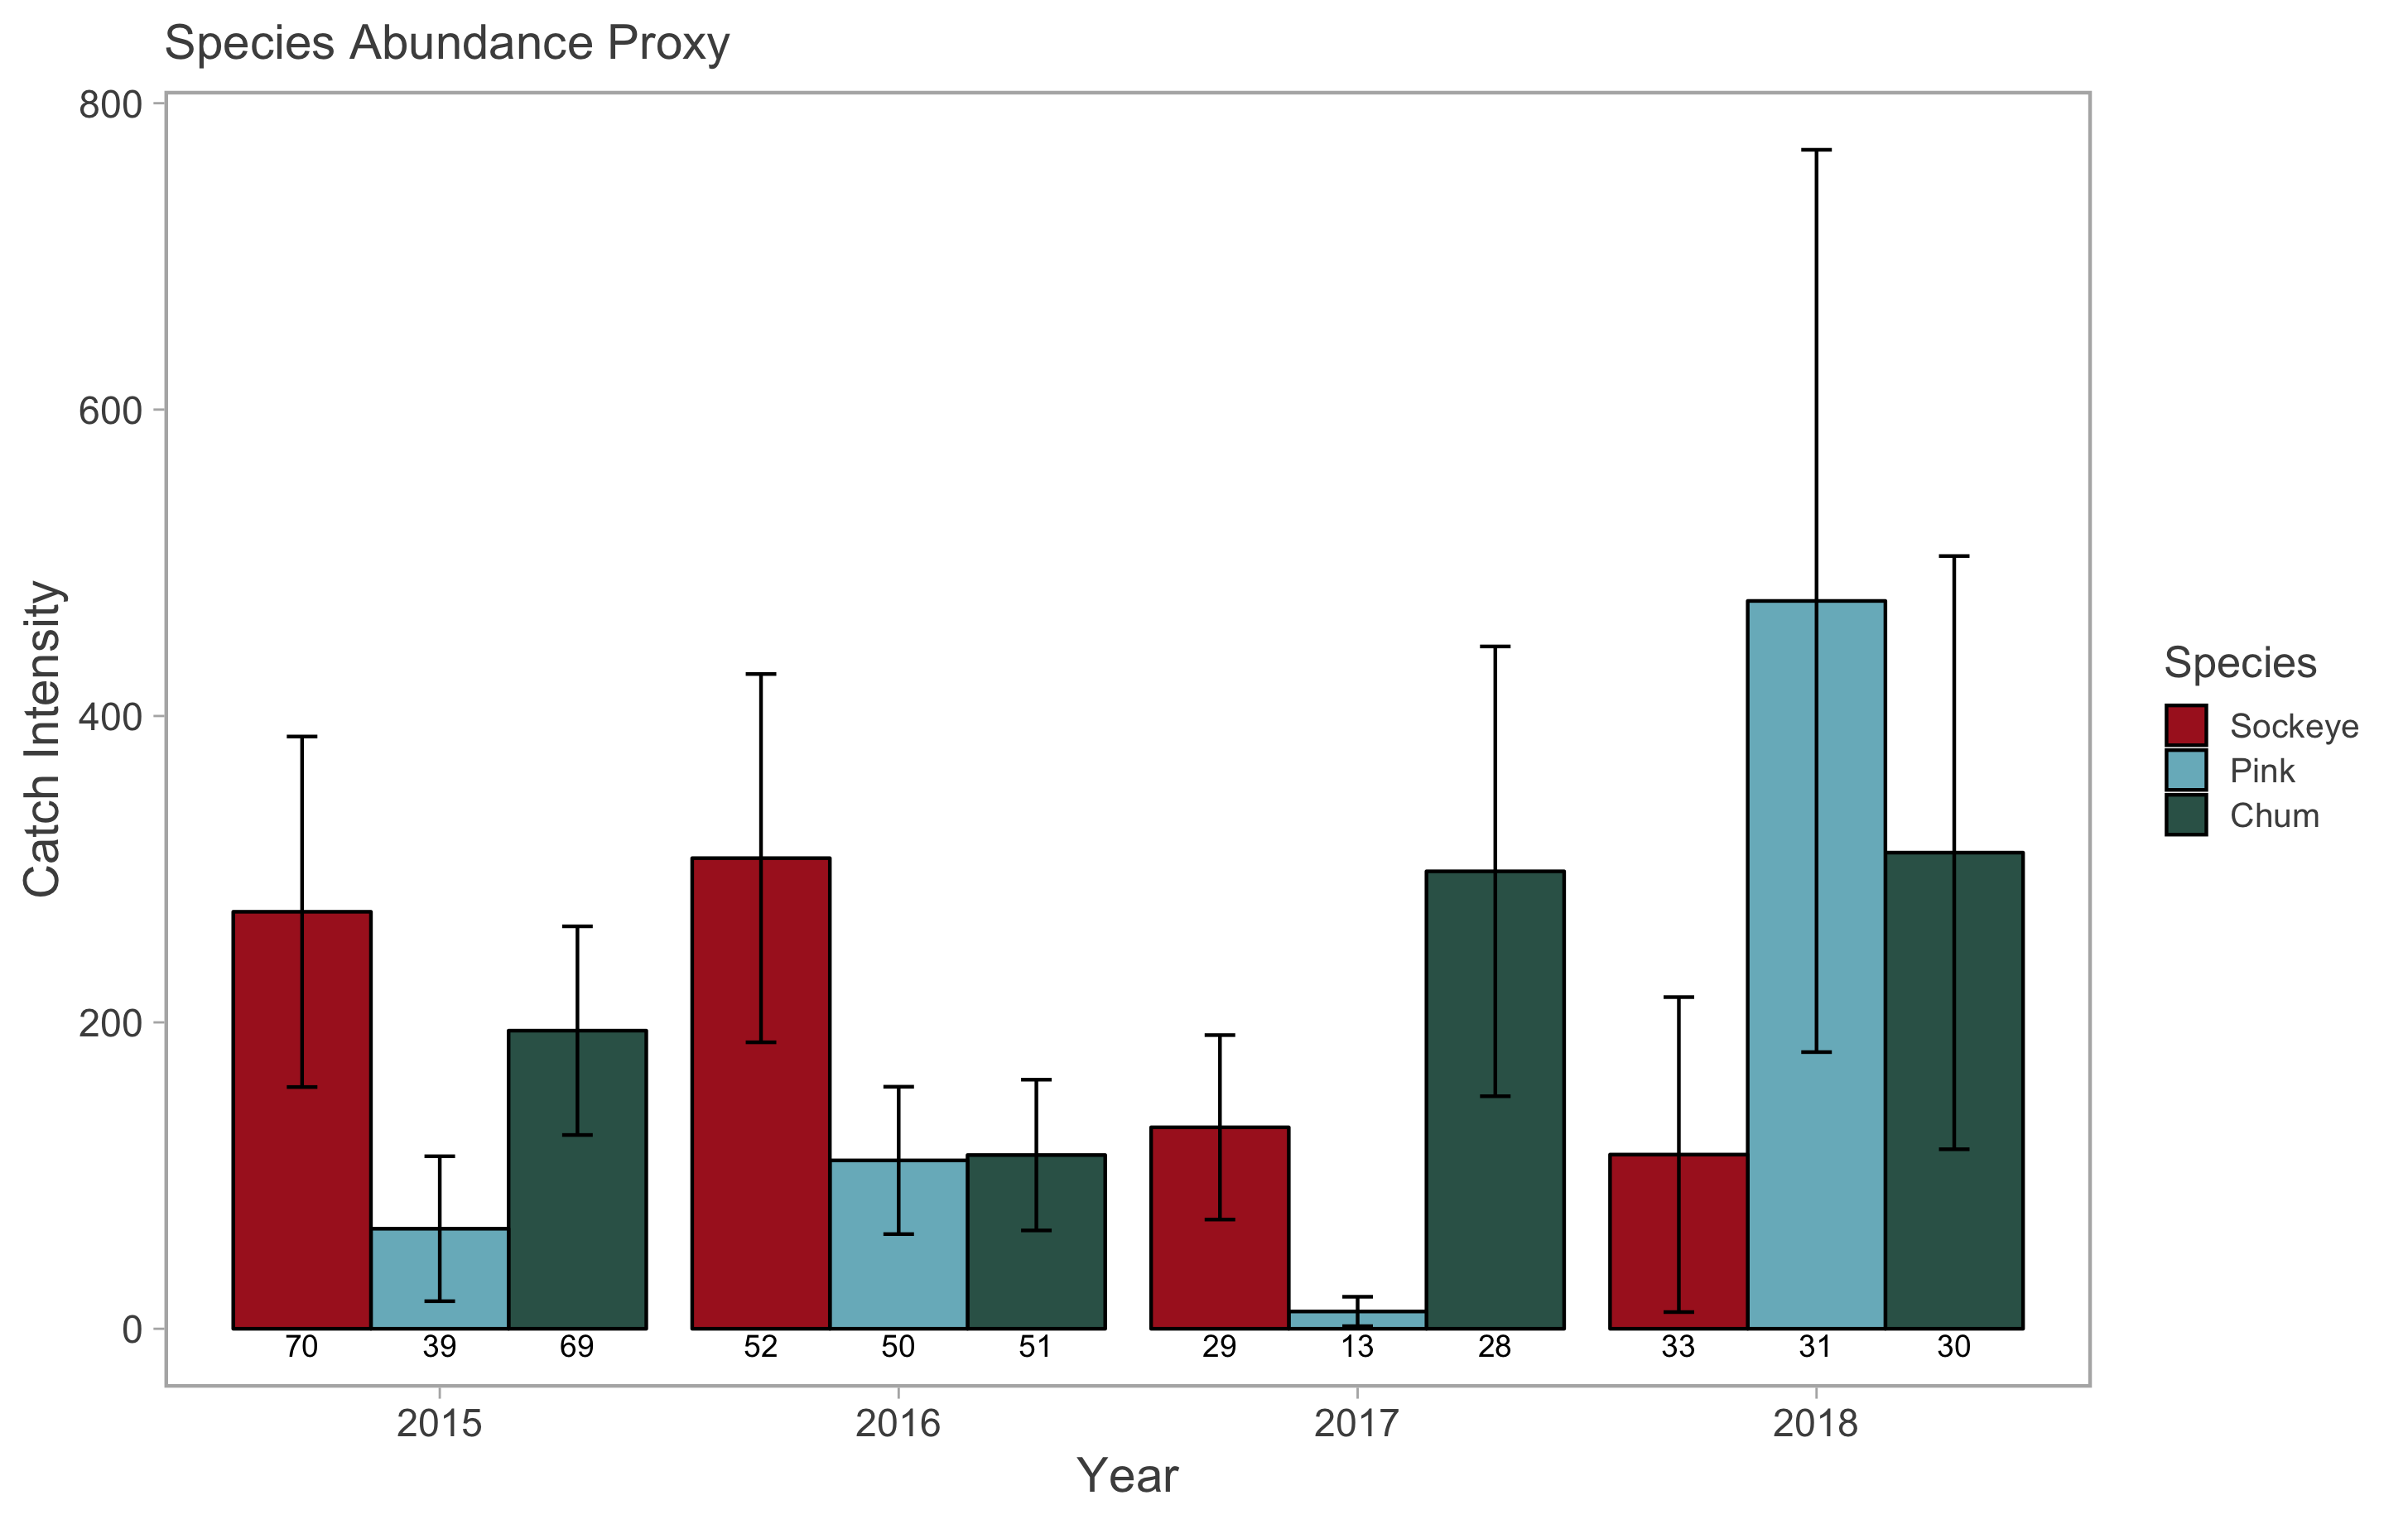 Species Abundance Proxy
800
600
400
200
0
Catch Intensity
70 39 69 52 50 51 29 13 28 33 31 30
2015 2016 2017 2018
Year
Species
Sockeye
Pink
Chum